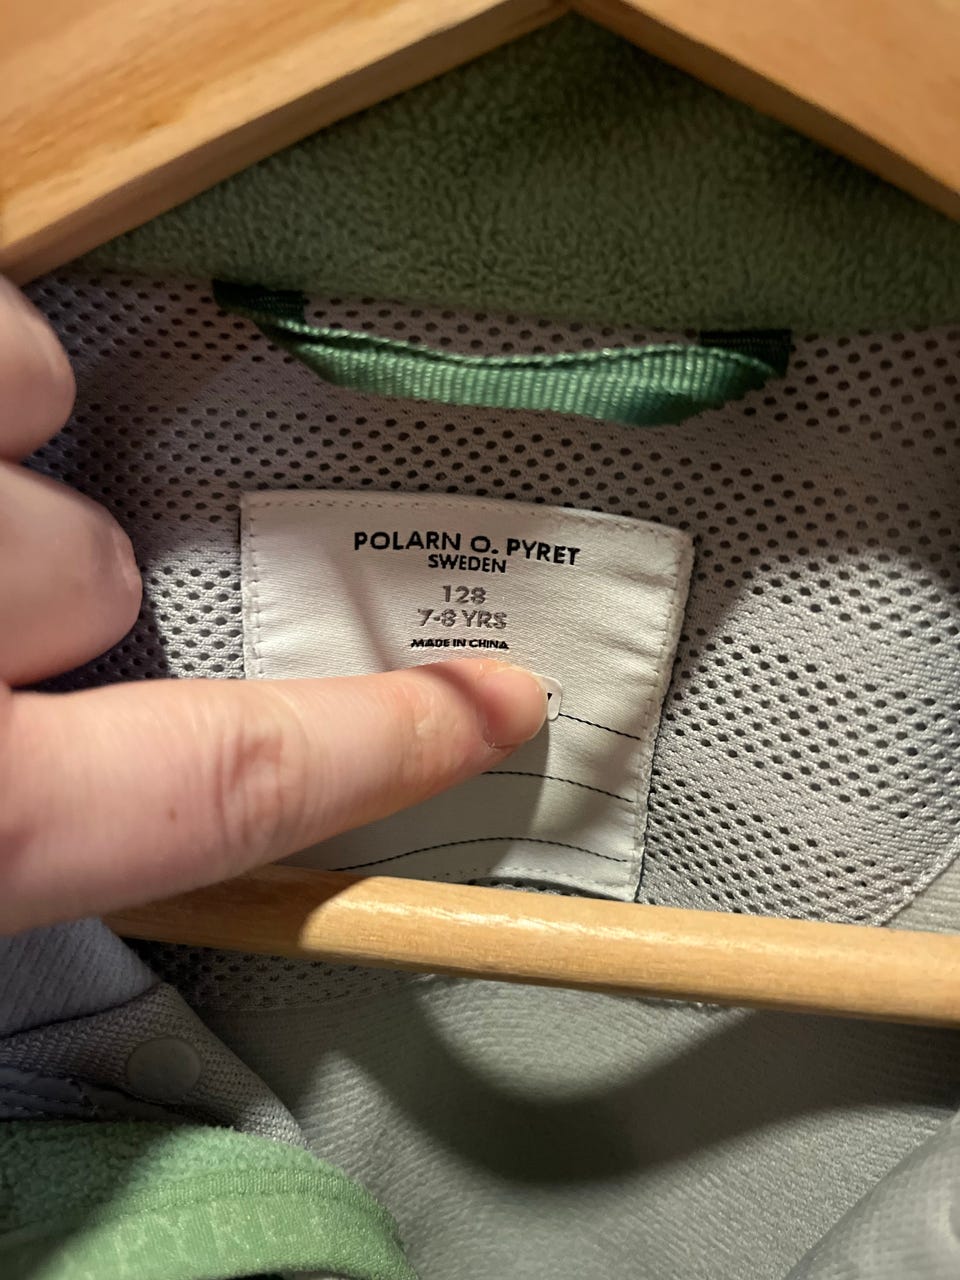 POLARN O. PYRET
SWEDEN
128
7-8 YRS
MADE IN CHINA